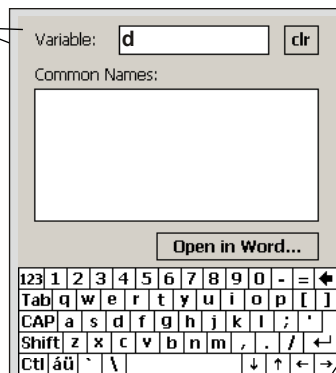 Variable: d clr
Common Names:
Open in Word...
123 1 2 3 4 5 6 7 8 9 0 - = 🡸
Tab q w e r t y u i o p [ ]
CAP a s d f g h j k l ; '
Shift z x c v b n m , . / ↵
Ctl áü ` \ ↓ ↑ ← →